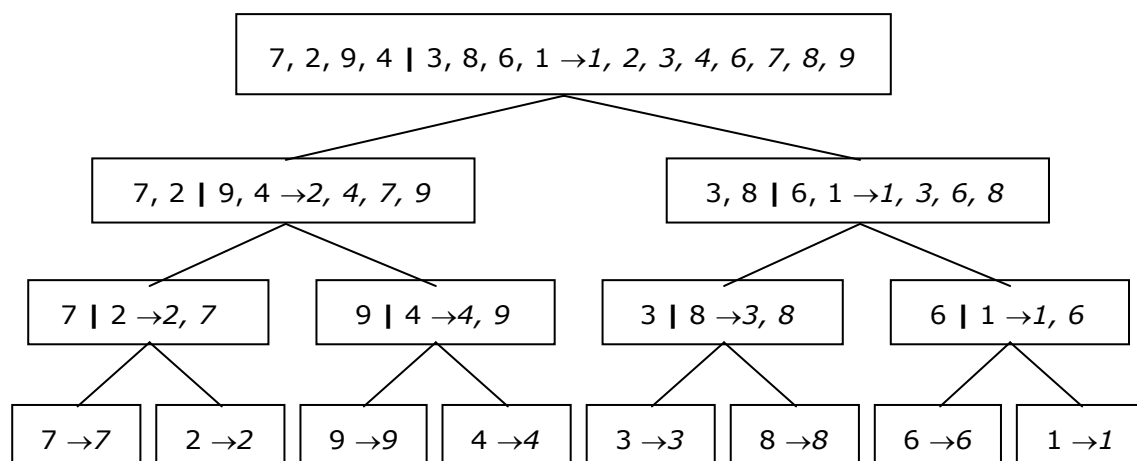 7, 2, 9, 4 | 3, 8, 6, 1 →1, 2, 3, 4, 6, 7, 8, 9
7, 2 | 9, 4 →2, 4, 7, 9
3, 8 | 6, 1 →1, 3, 6, 8
7 | 2 →2, 7
9 | 4 →4, 9
3 | 8 →3, 8
6 | 1 →1, 6
7 →7
2 →2
9 →9
4 →4
3 →3
8 →8
6 →6
1 →1